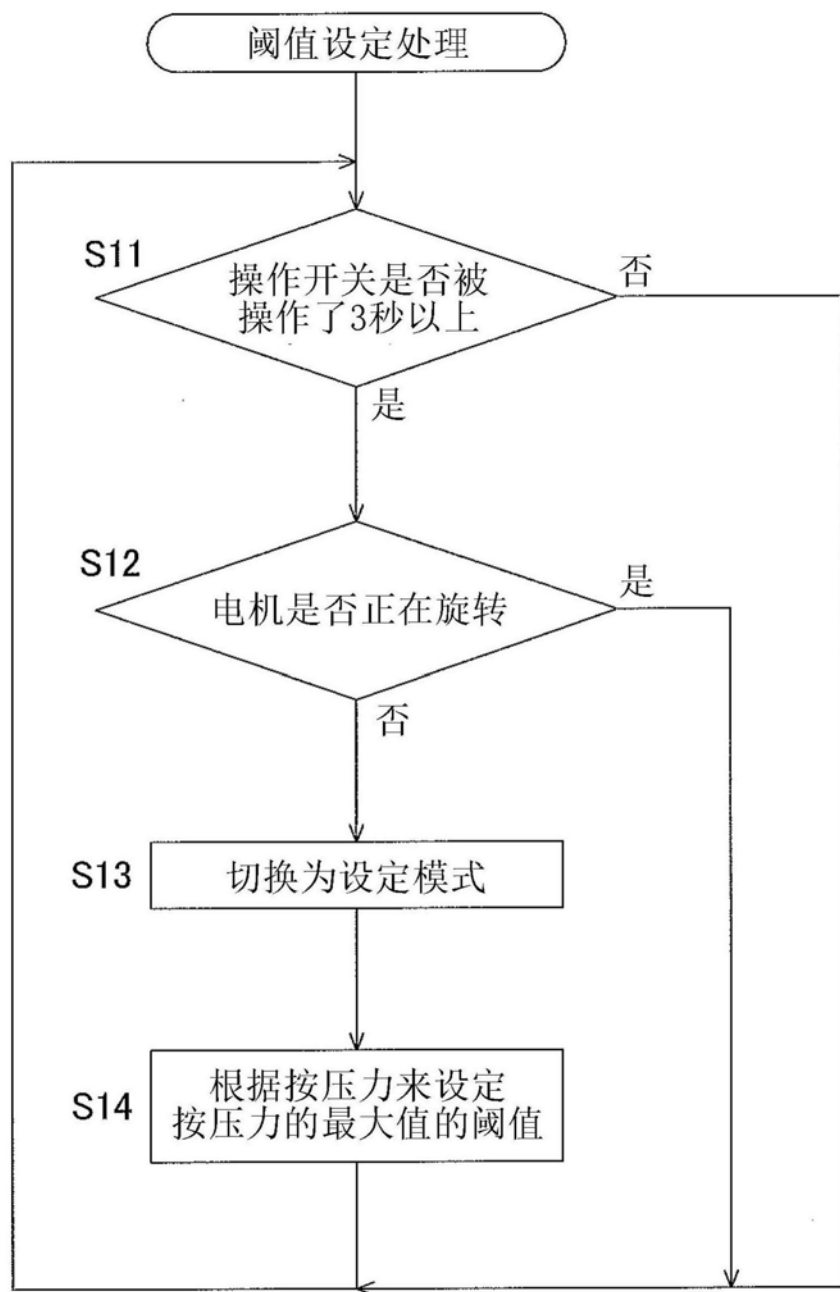 阈值设定处理
S11
操作开关是否被
操作了3秒以上
否
是
S12
电机是否正在旋转
是
否
S13
切换为设定模式
S14
根据按压力来设定
按压力的最大值的阈值